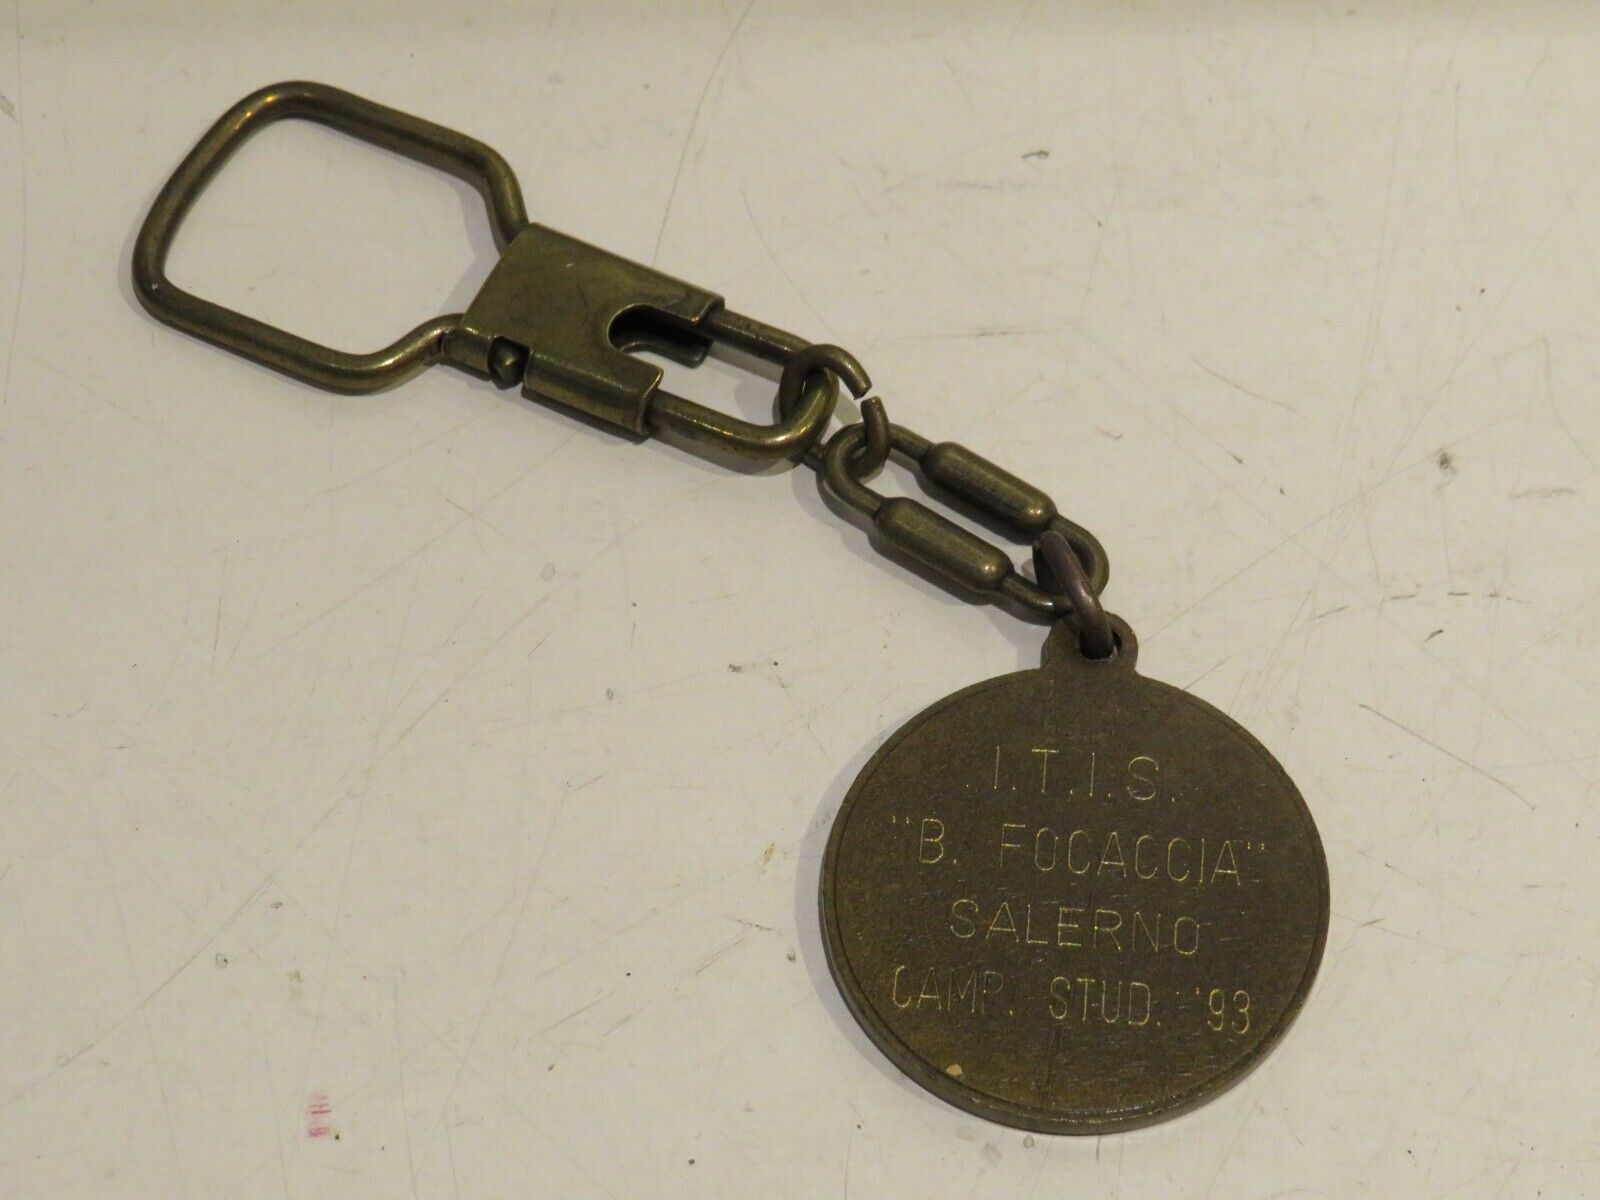 I.T.I.S.
"B. FOCACCIA"
SALERNO
CAMP. STUD. '93